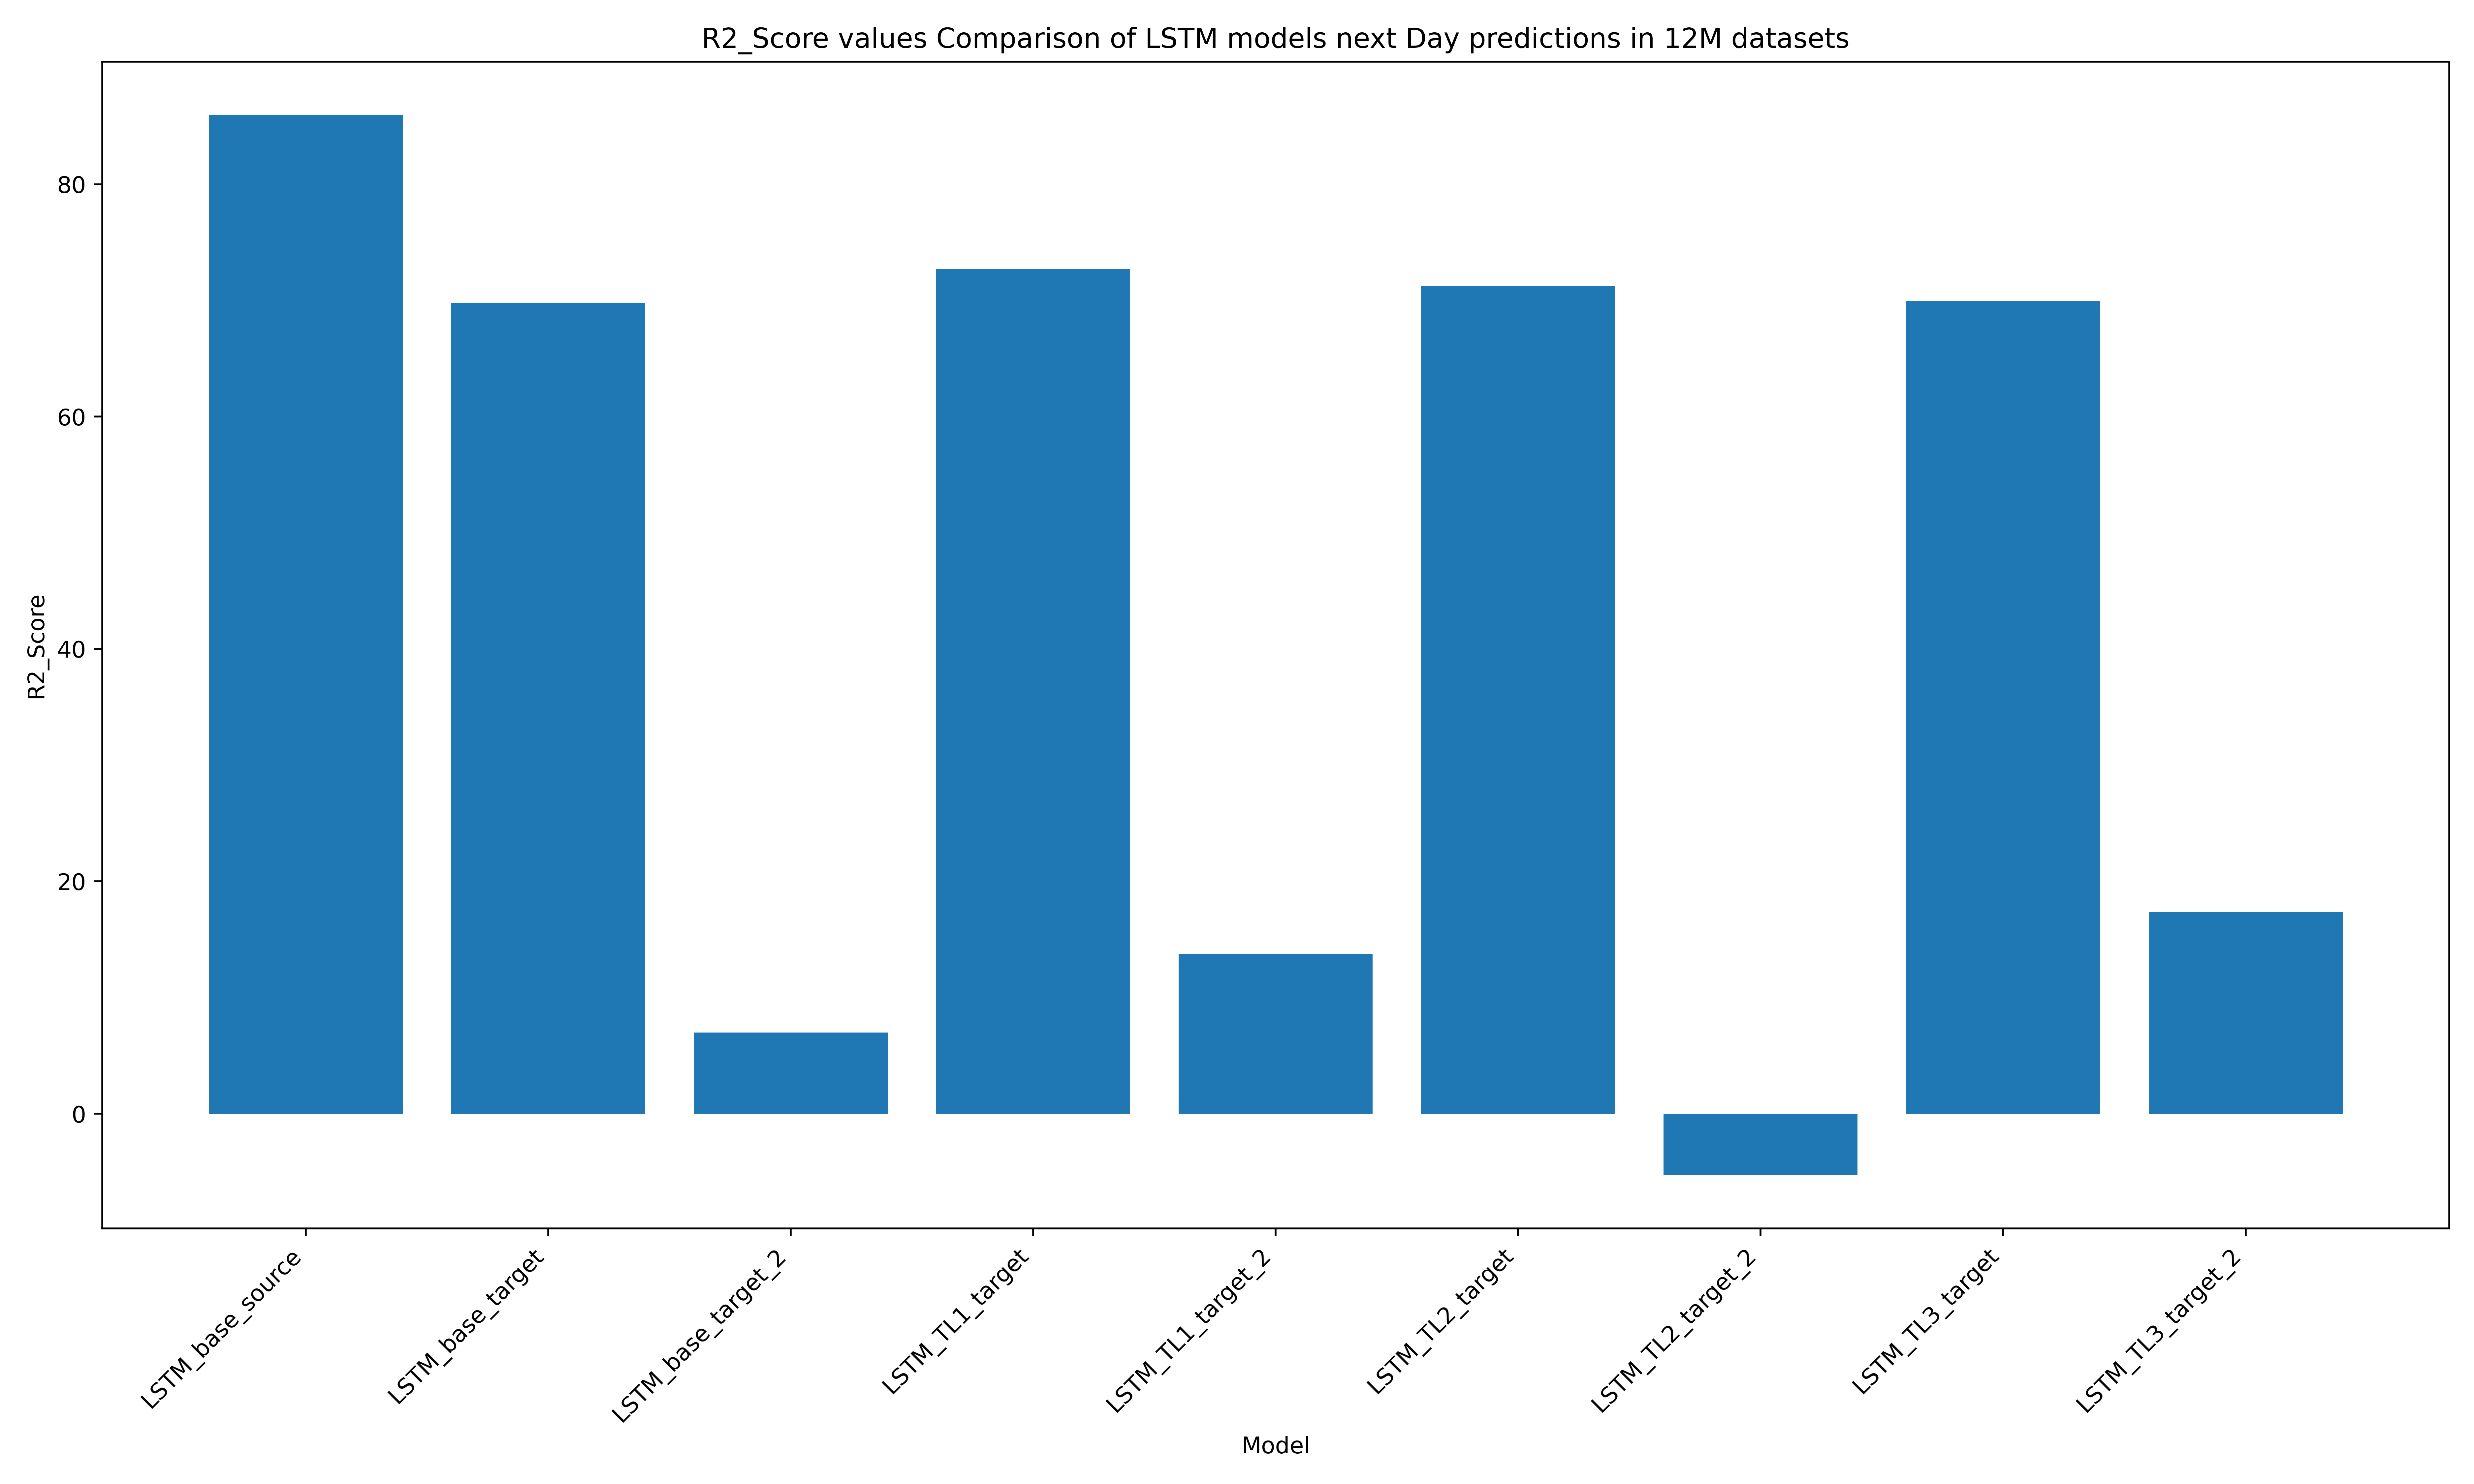 R2_Score values Comparison of LSTM models next Day predictions in 12M datasets
R2_Score
80
60
40
20
0
LSTM_base_source
LSTM_base_target
LSTM_base_target_2
LSTM_TL1_target
LSTM_TL1_target_2
LSTM_TL2_target
LSTM_TL2_target_2
LSTM_TL3_target
LSTM_TL3_target_2
Model